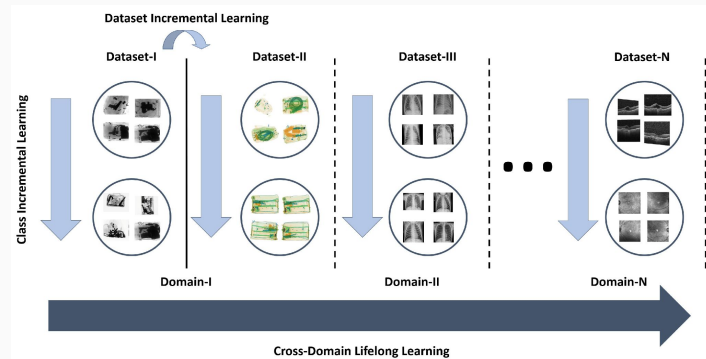 Dataset Incremental Learning
Dataset-I
Dataset-II
Dataset-III
Dataset-N
Class Incremental Learning
Domain-I
Domain-II
Domain-N
Cross-Domain Lifelong Learning